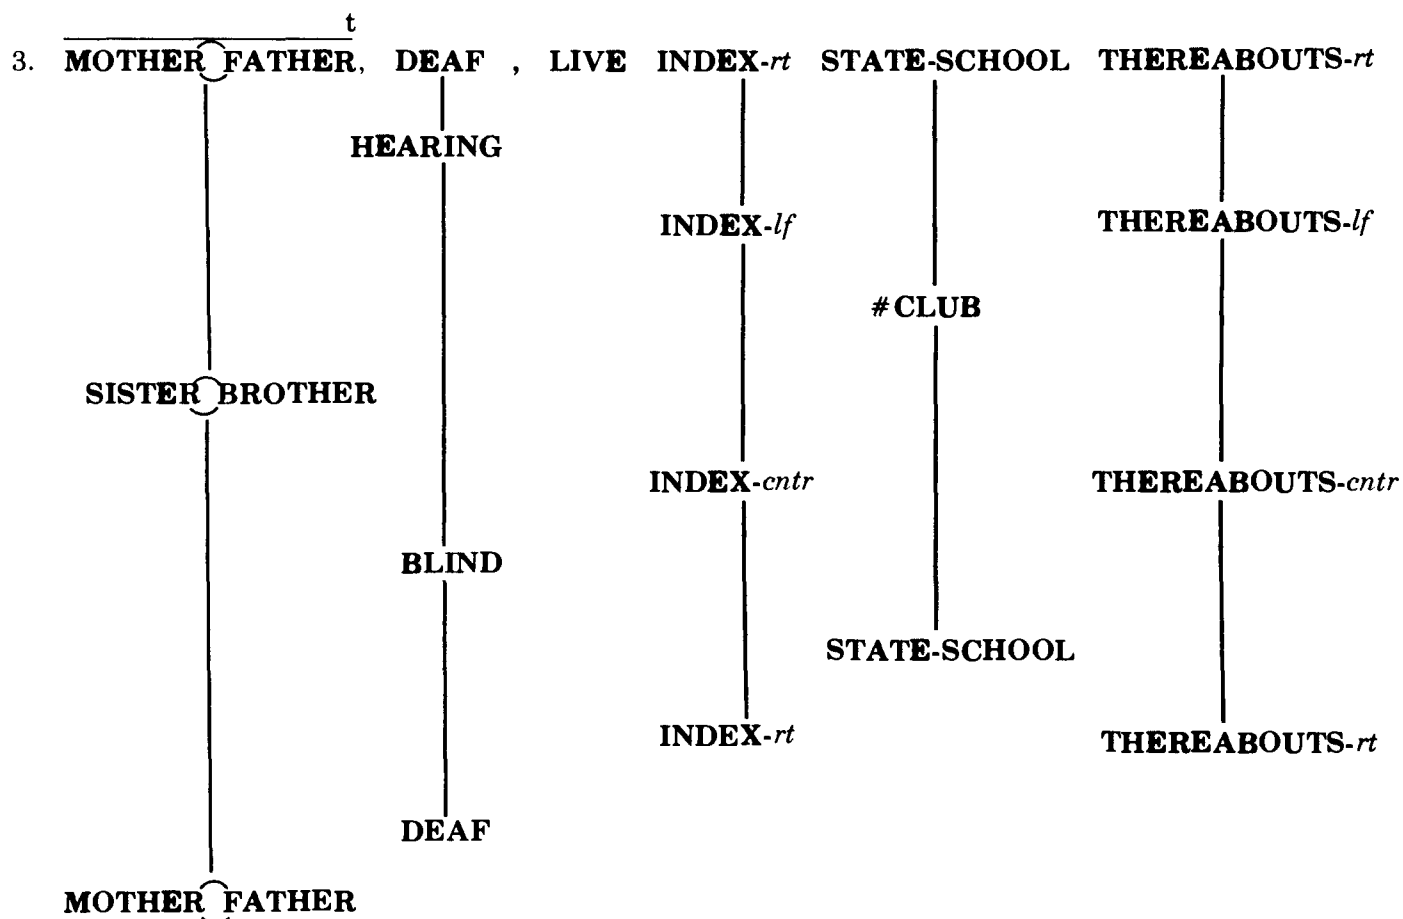 t
3. MOTHER FATHER, DEAF , LIVE INDEX-rt STATE-SCHOOL THEREABOUTS-rt
HEARING
INDEX-lf THEREABOUTS-lf
#CLUB
SISTER BROTHER
INDEX-cntr THEREABOUTS-cntr
BLIND
STATE-SCHOOL
INDEX-rt THEREABOUTS-rt
DEAF
MOTHER FATHER